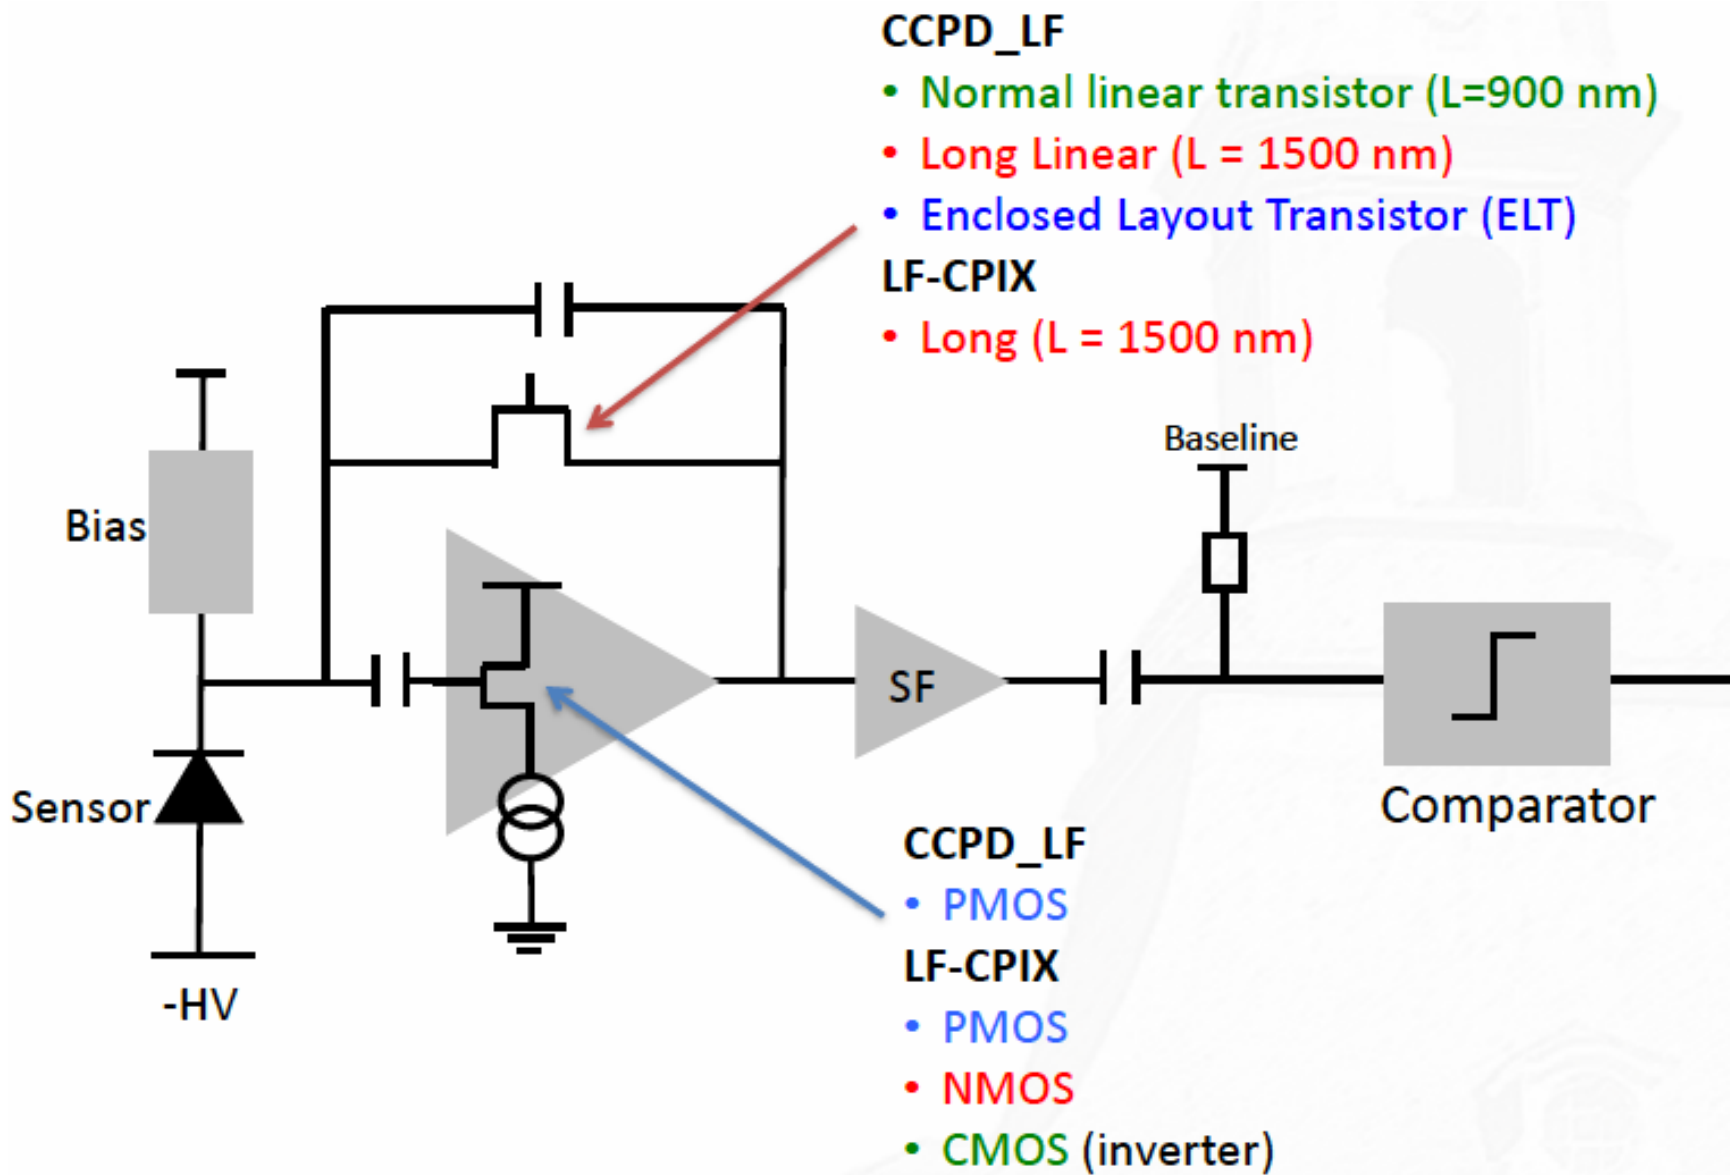 CCPD_LF
• Normal linear transistor (L=900 nm)
• Long Linear (L = 1500 nm)
• Enclosed Layout Transistor (ELT)
LF-CPIX
• Long (L = 1500 nm)
Baseline
Bias
SF
Sensor
Comparator
-HV
CCPD_LF
• PMOS
LF-CPIX
• PMOS
• NMOS
• CMOS (inverter)